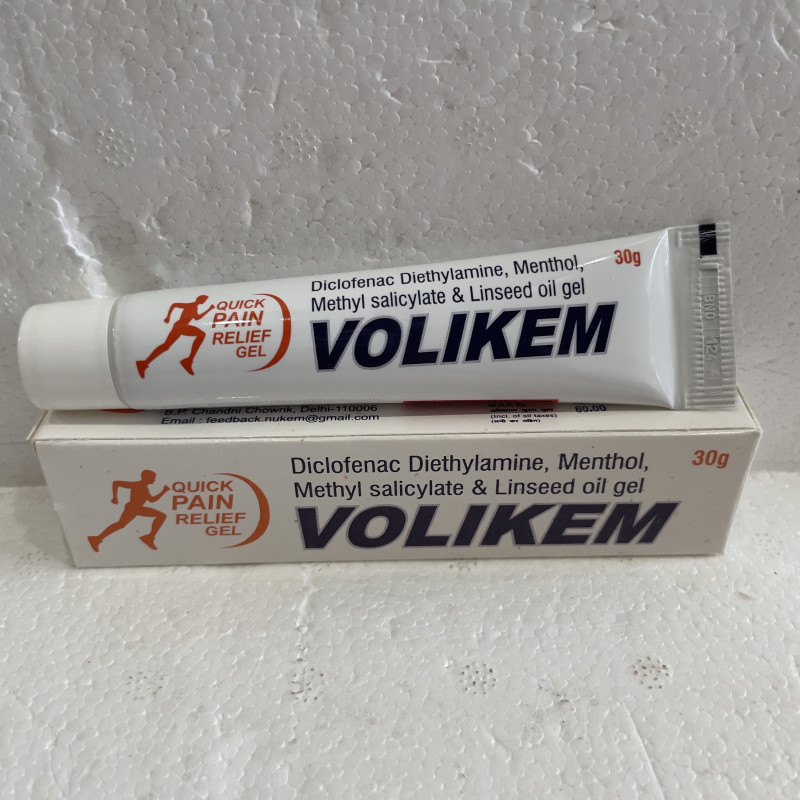 Diclofenac Diethylamine, Menthol,
Methyl salicylate & Linseed oil gel
30g
QUICK
PAIN
RELIEF
GEL
VOLIKEM
B.P. Chandni Chowk, Delhi-110006
Email : feedback.nukem@gmail.com
(Incl. of all taxes)
60.00
Diclofenac Diethylamine, Menthol,
Methyl salicylate & Linseed oil gel
30g
QUICK
PAIN
RELIEF
GEL
VOLIKEM